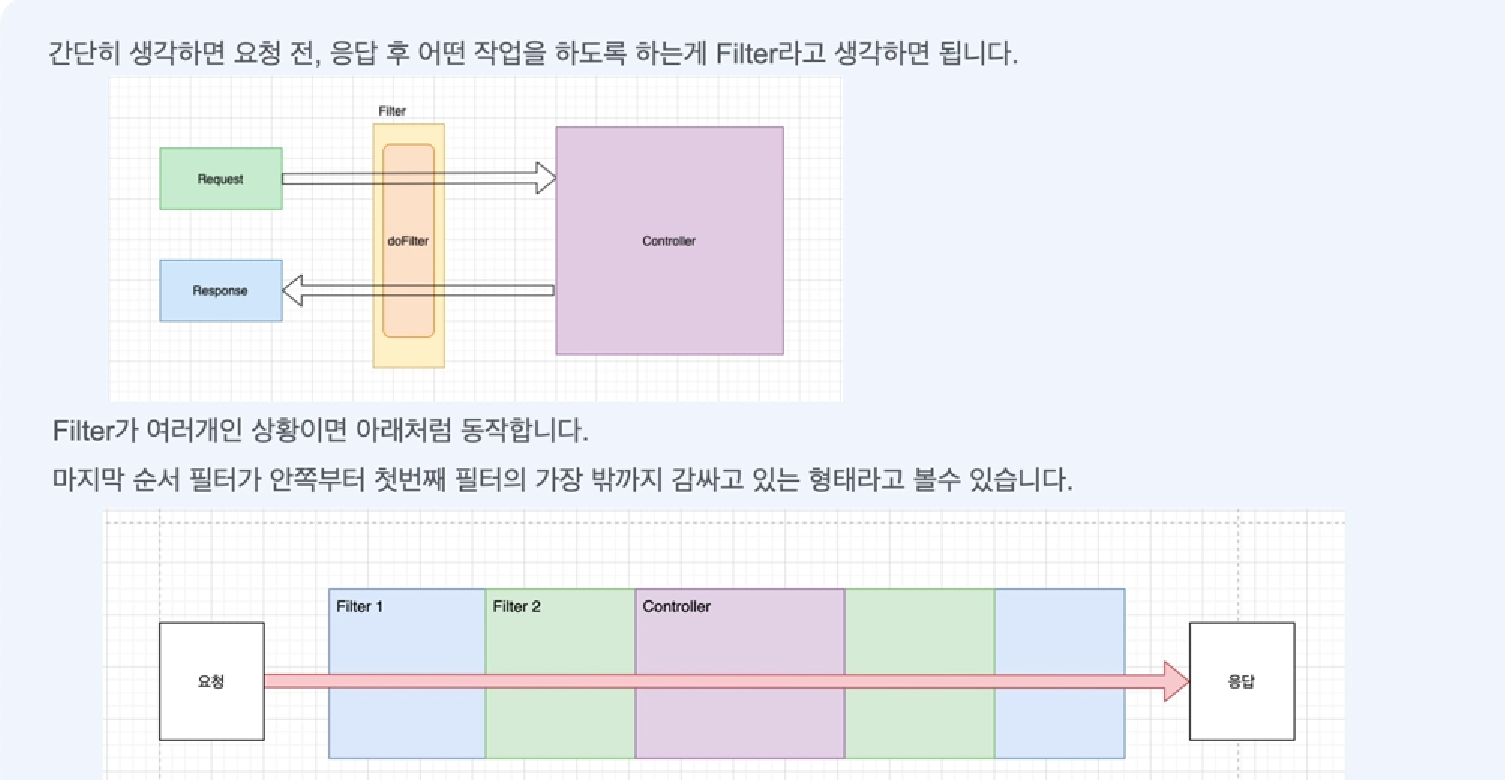 간단히 생각하면 요청 전, 응답 후 어떤 작업을 하도록 하는게 Filter라고 생각하면 됩니다.
Filter
Request
doFilter
Controller
Response
Filter가 여러개인 상황이면 아래처럼 동작합니다.
마지막 순서 필터가 안쪽부터 첫번째 필터의 가장 밖까지 감싸고 있는 형태라고 볼수 있습니다.
Filter 1
Filter 2
Controller
요청
응답